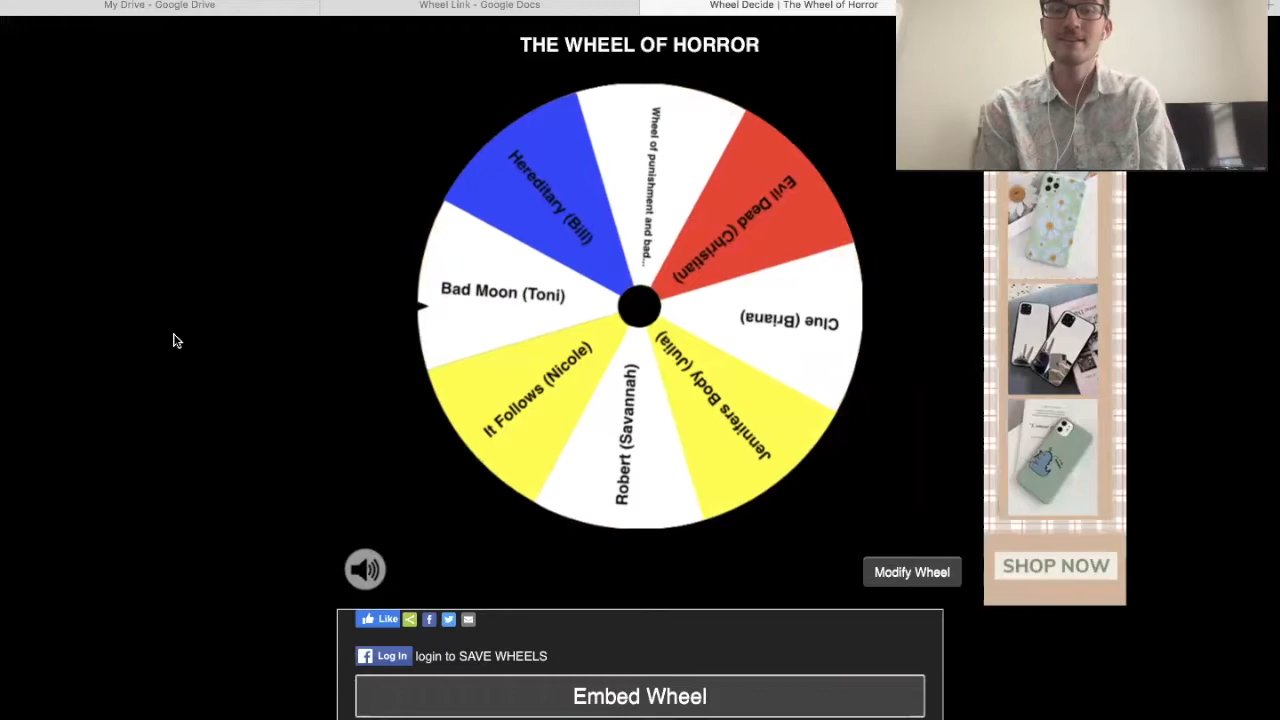 My Drive - Google Drive
Wheel Link - Google Docs
Wheel Decide | The Wheel of Horror
THE WHEEL OF HORROR
Wheel of punishment and bad...
Evil Dead (Christian)
Clue (Briana)
Jennifers Body (Julia)
Robert (Savannah)
It Follows (Nicole)
Bad Moon (Toni)
Hereditary (Bill)
Modify Wheel
SHOP NOW
Like
Log In login to SAVE WHEELS
Embed Wheel